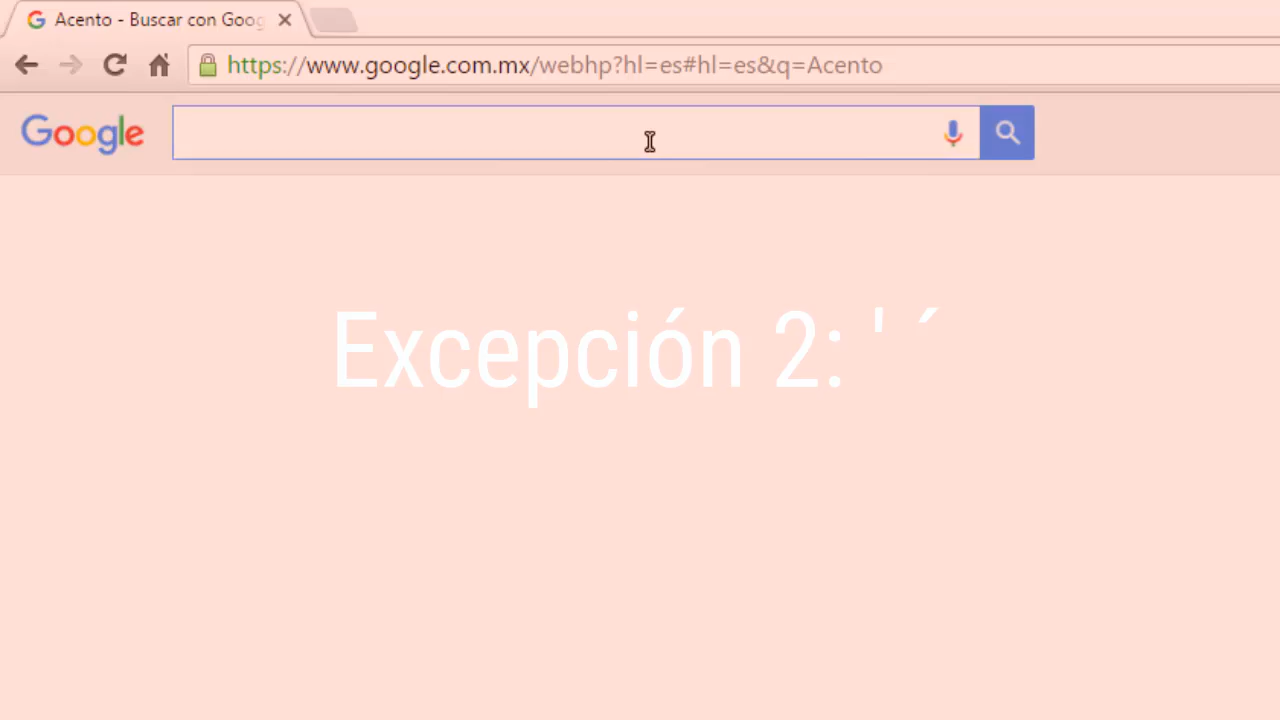 Acento - Buscar con Goog
https://www.google.com.mx/webhp?hl=es#hl=es&q=Acento
Google
Excepción 2: ' ´